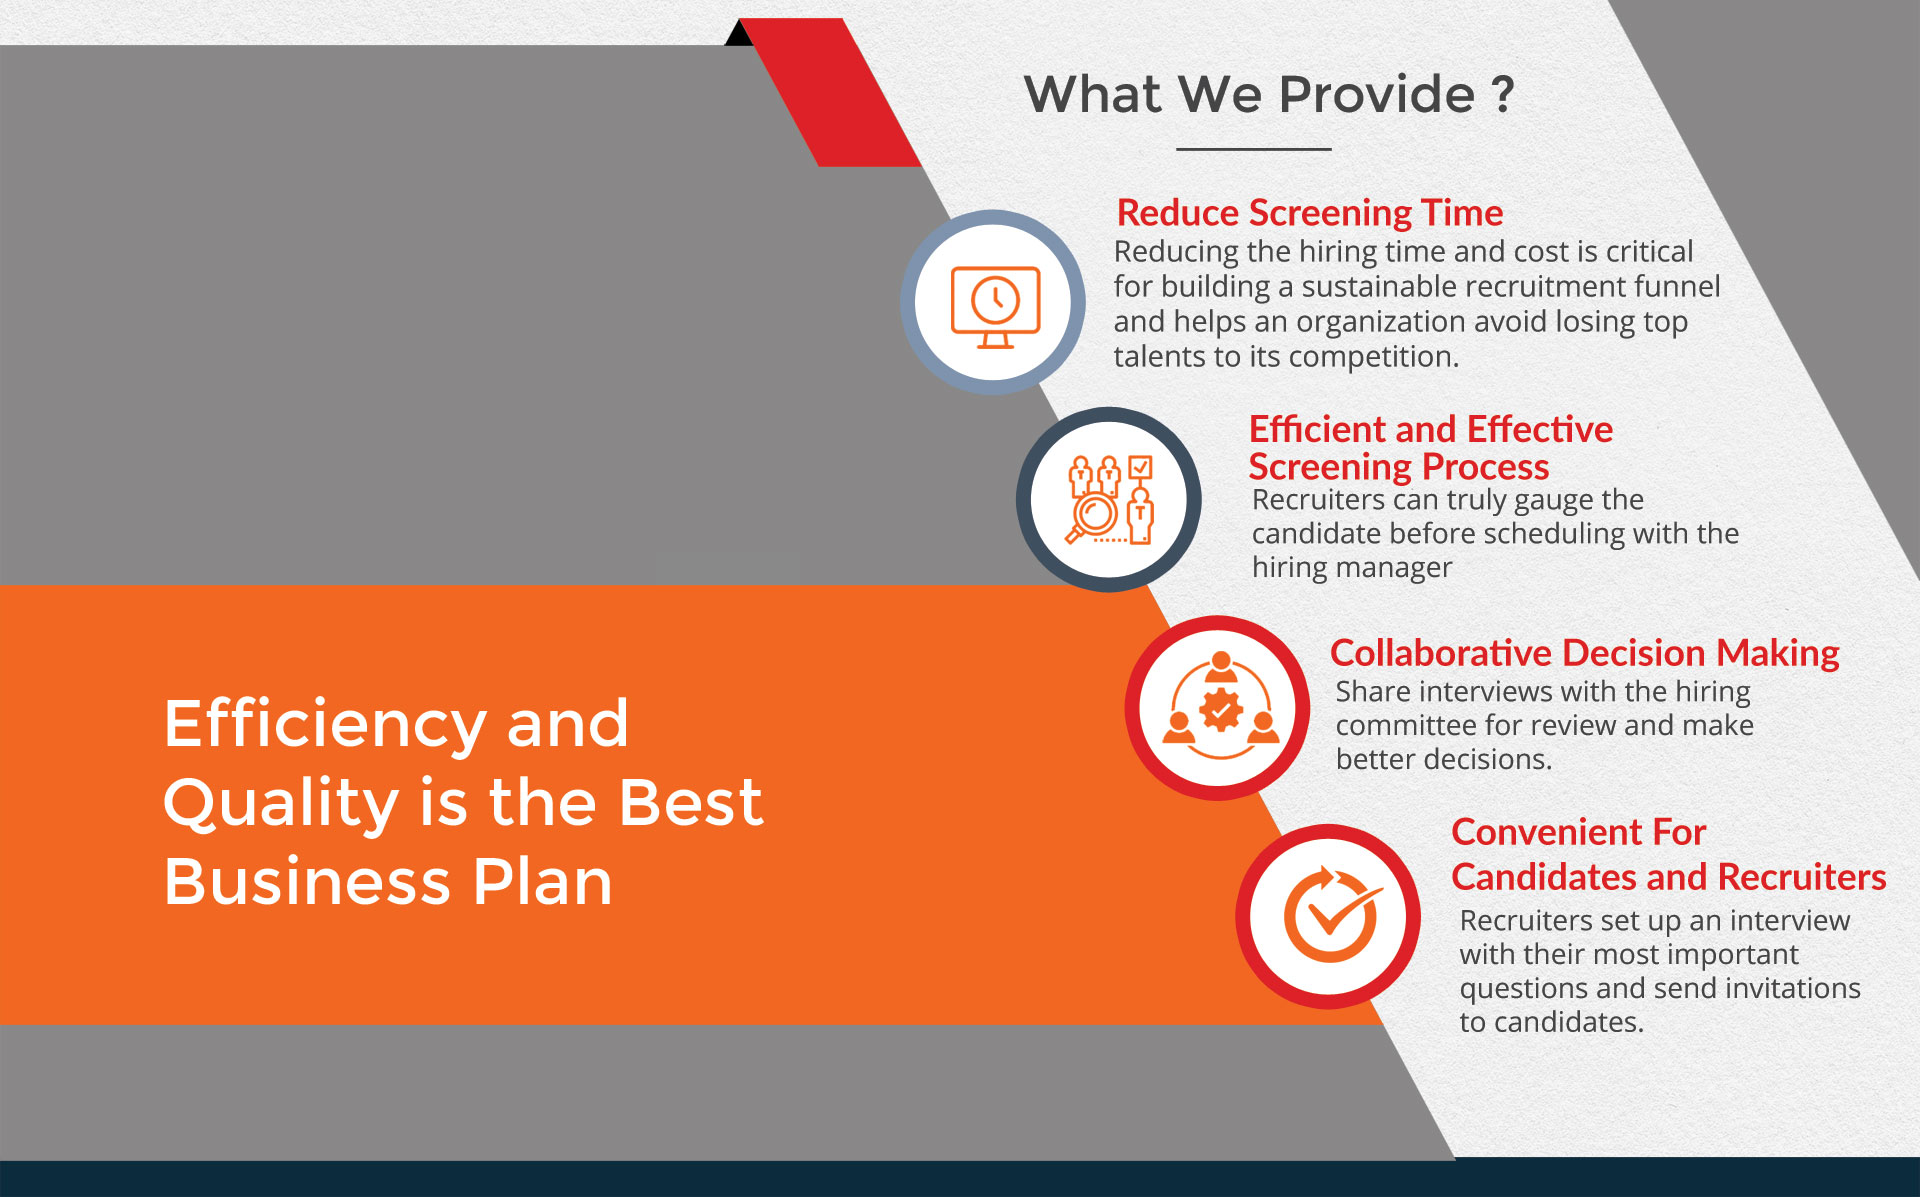 What We Provide ?
Reduce Screening Time
Reducing the hiring time and cost is critical
for building a sustainable recruitment funnel
and helps an organization avoid losing top
talents to its competition.
Efficient and Effective
Screening Process
Recruiters can truly gauge the
candidate before scheduling with the
hiring manager
Collaborative Decision Making
Share interviews with the hiring
committee for review and make
better decisions.
Convenient For
Candidates and Recruiters
Recruiters set up an interview
with their most important
questions and send invitations
to candidates.
Efficiency and
Quality is the Best
Business Plan